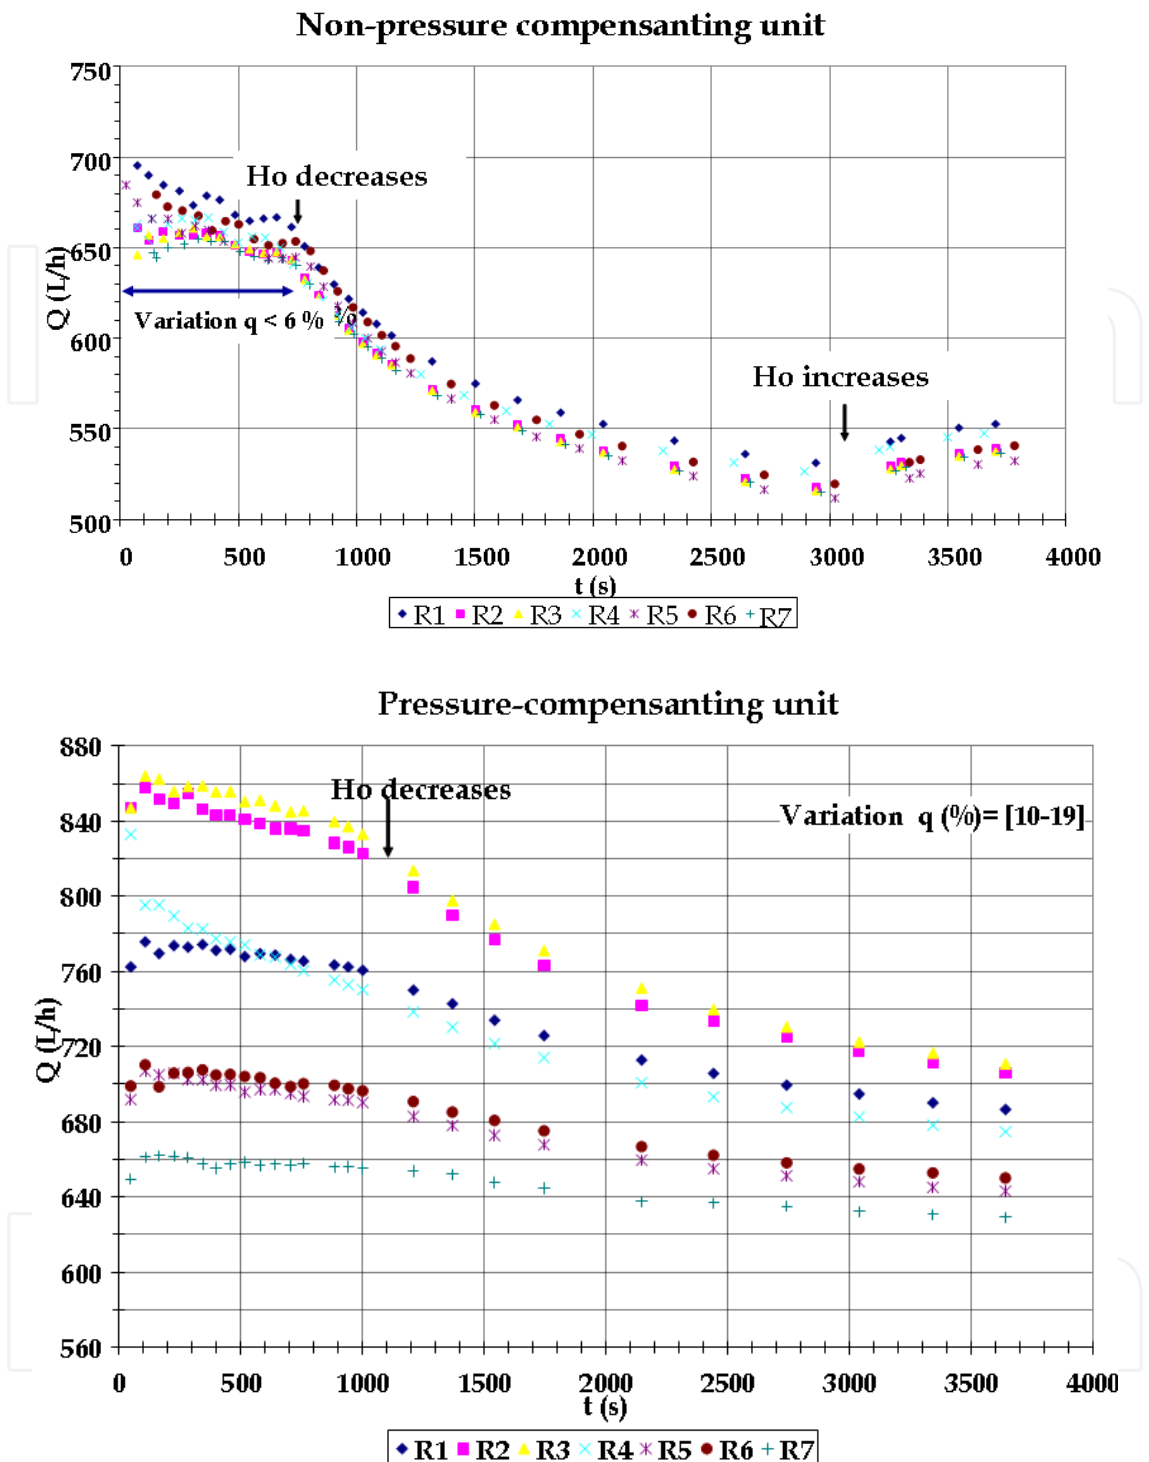 Non-pressure compensanting unit
750
700
Ho decreases
650
Q (L/h)
Variation q < 6 % %
600
Ho increases
550
500
0 500 1000 1500 2000 2500 3000 3500 4000
t (s)
R1 R2 R3 R4 R5 R6 R7
Pressure-compensanting unit
880
Ho decreases
Variation q (%)= [10-19]
840
800
760
720
Q (L/h)
680
640
600
560
0 500 1000 1500 2000 2500 3000 3500 4000
t (s)
R1 R2 R3 R4 R5 R6 R7